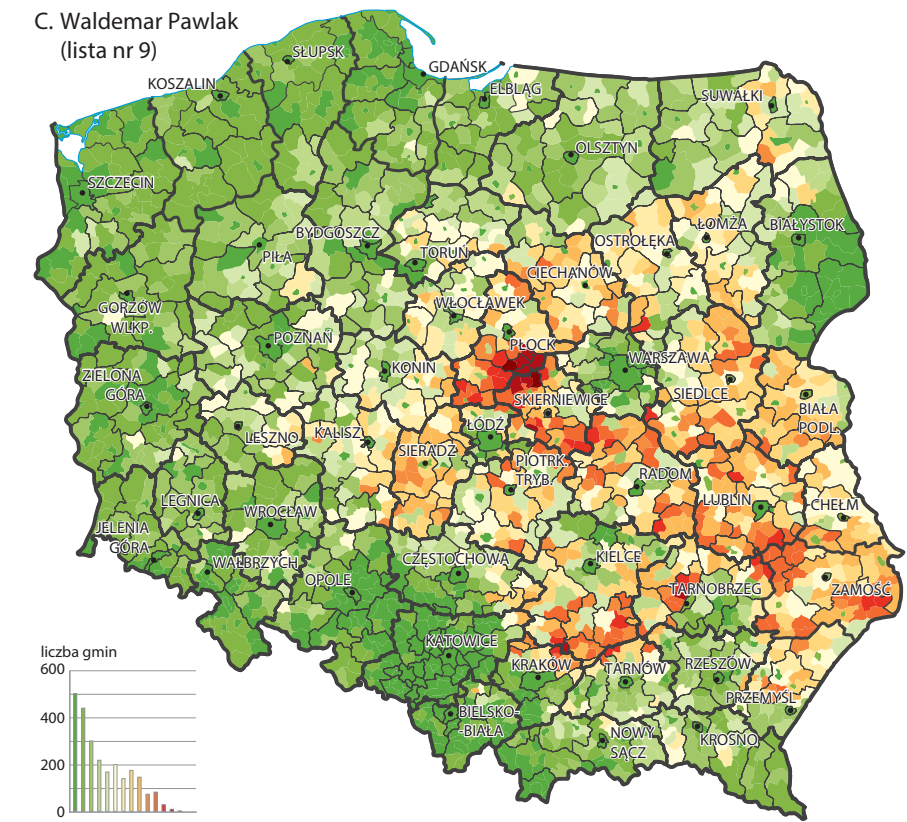 C. Waldemar Pawlak
(lista nr 9)
SŁUPSK
GDAŃSK
KOSZALIN
ELBLĄG
SUWAŁKI
OLSZTYN
SZCZECIN
ŁOMŻA
BIAŁYSTOK
BYDGOSZCZ
OSTROŁĘKA
TORUŃ
PIŁA
CIECHANÓW
WŁOCŁAWEK
GORZÓW
WLKP.
POZNAŃ
PŁOCK
WARSZAWA
KONIN
ZIELONA
GÓRA
SIEDLCE
SKIERNIEWICE
BIAŁA
PODL.
ŁÓDŹ
LESZNO
KALISZ
SIERADZ
PIOTRK.
TRYB.
RADOM
LEGNICA
LUBLIN
CHEŁM
WROCŁAW
JELENIA
GÓRA
WAŁBRZYCH
CZĘSTOCHOWA
KIELCE
OPOLE
TARNOBRZEG
ZAMOŚĆ
KATOWICE
KRAKÓW
TARNÓW
RZESZÓW
PRZEMYŚL
BIELSKO-
-BIAŁA
NOWY
SĄCZ
KROSNO
liczba gmin
600
400
200
0